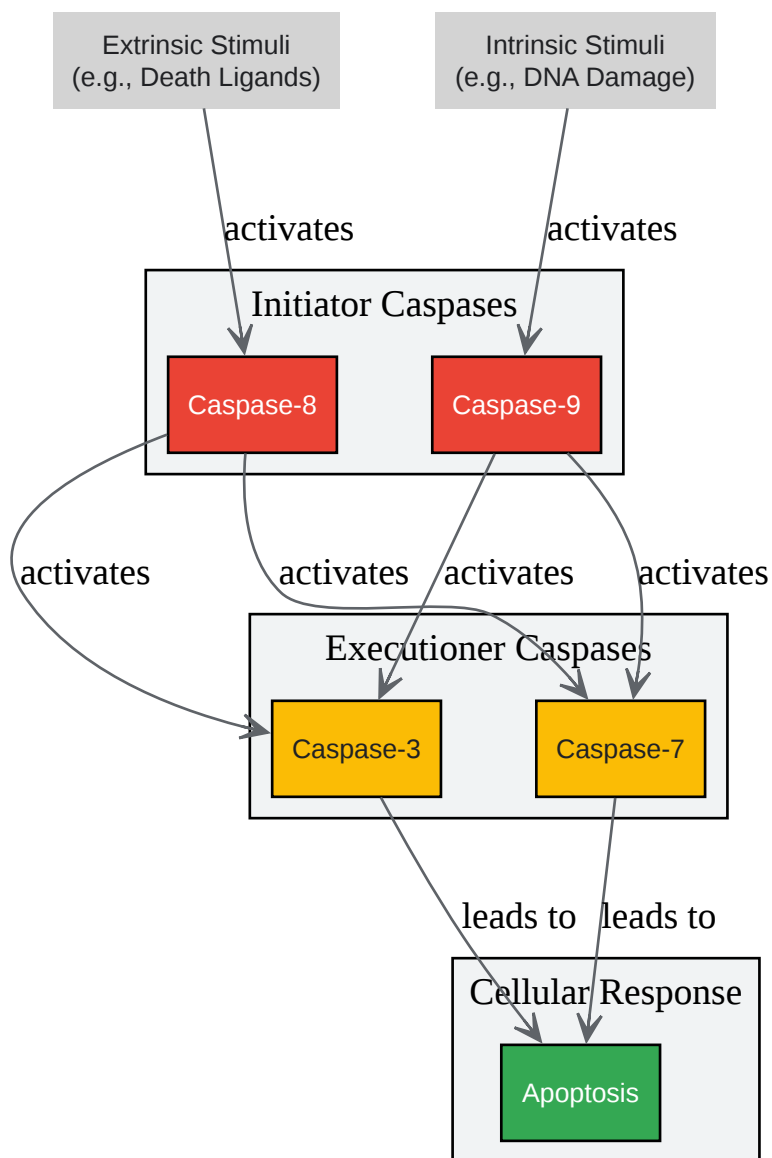 Extrinsic Stimuli
(e.g., Death Ligands)
Intrinsic Stimuli
(e.g., DNA Damage)
activates
activates
Initiator Caspases
Caspase-8
Caspase-9
activates
activates
activates
activates
Executioner Caspases
Caspase-3
Caspase-7
leads to
leads to
Cellular Response
Apoptosis